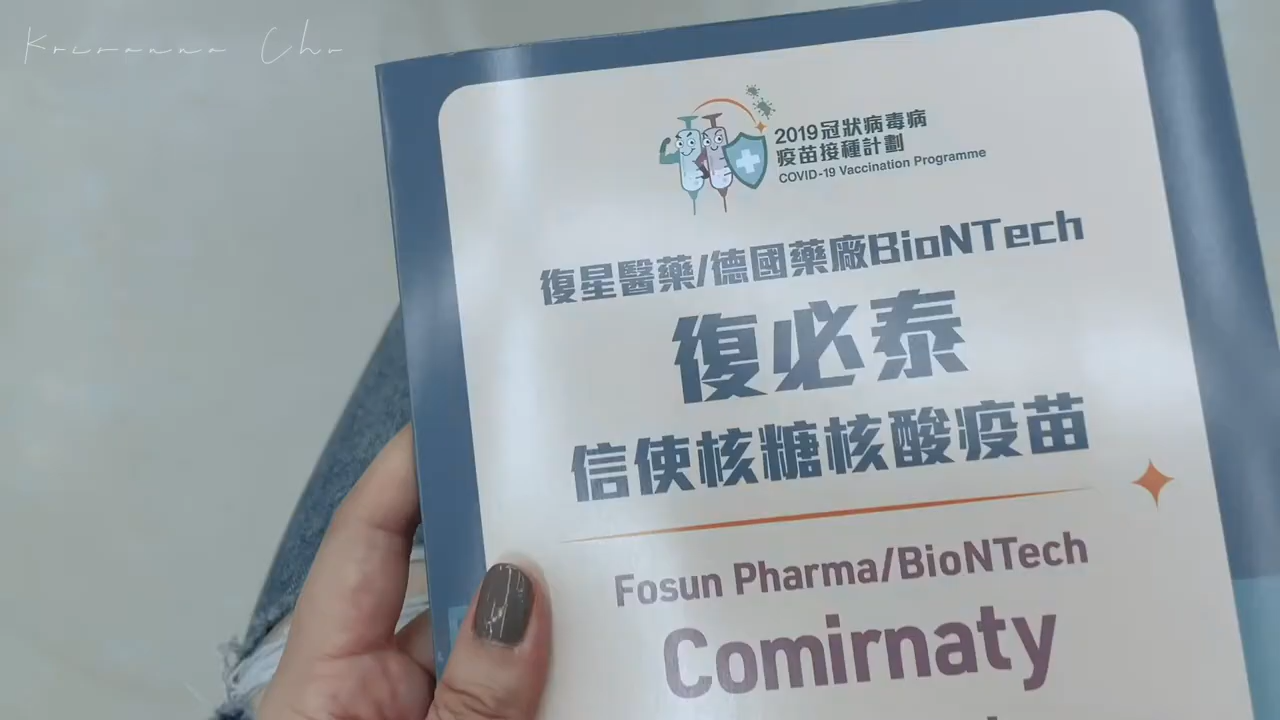 Kriranna Chr
2019冠狀病毒病
疫苗接種計劃
COVID-19 Vaccination Programme
復星醫藥/德國藥廠BioNTech
復必泰
信使核糖核酸疫苗
Fosun Pharma/BioNTech
Comirnaty